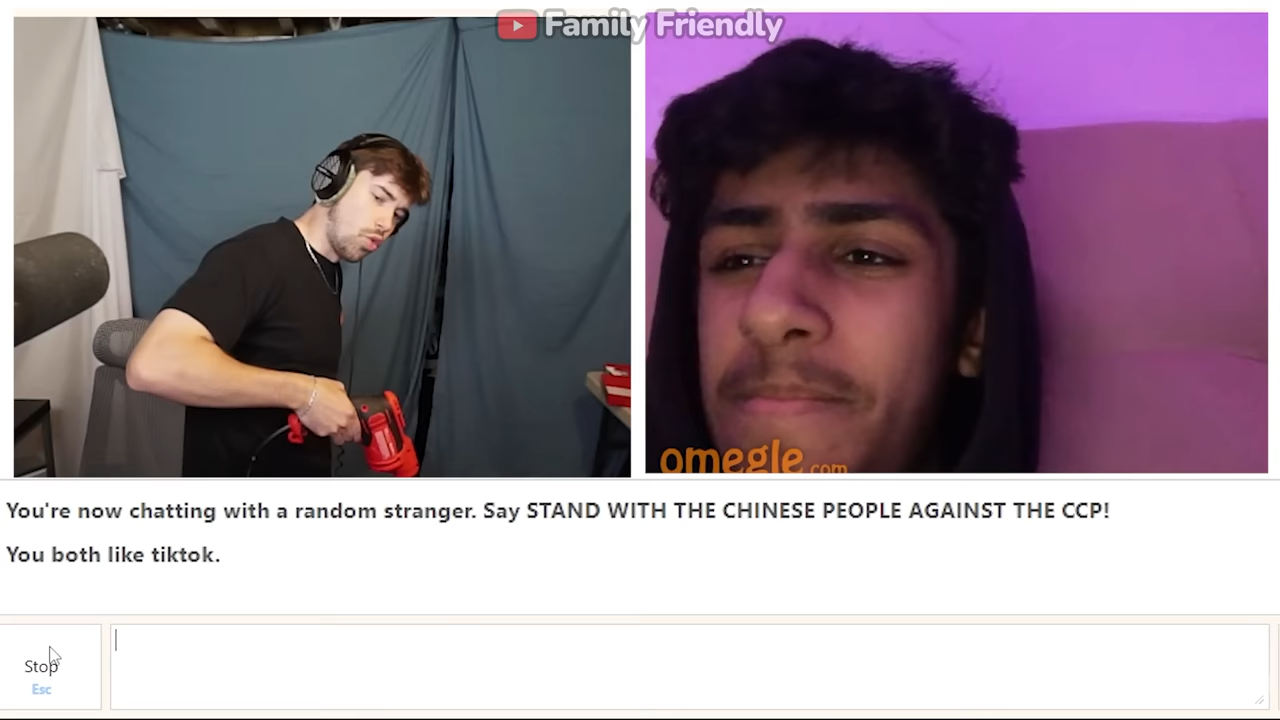 Family Friendly
omegle.com
You're now chatting with a random stranger. Say STAND WITH THE CHINESE PEOPLE AGAINST THE CCP!
You both like tiktok.
Stop
Esc